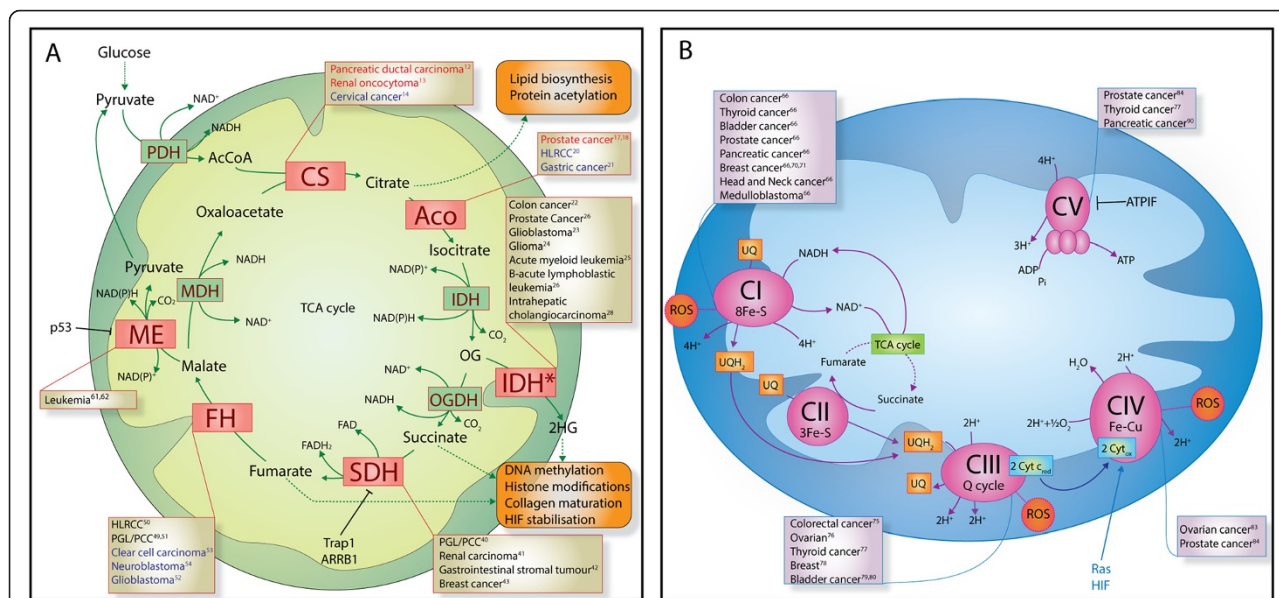 A
Glucose
Pyruvate
NAD⁺
NADH
PDH
AcCoA
Pancreatic ductal carcinoma¹²
Renal oncocytoma¹³
Cervical cancer¹⁴
Lipid biosynthesis
Protein acetylation
CS
Citrate
Prostate cancer¹⁷,¹⁸
HLRCC²⁰
Gastric cancer²¹
Aco
Oxaloacetate
Isocitrate
Colon cancer²²
Prostate Cancer²⁶
Glioblastoma²³
Glioma²⁴
Acute myeloid leukemia²⁵
B-acute lymphoblastic
leukemia²⁶
Intrahepatic
cholangiocarcinoma²⁸
Pyruvate
NADH
MDH
NAD⁺
NAD(P)H
CO₂
p53
ME
NAD(P)⁺
Malate
TCA cycle
NAD(P)⁺
IDH
NAD(P)H
CO₂
OG
IDH*
2HG
NAD⁺
OGDH
NADH
CO₂
Succinate
Leukemia⁶¹,⁶²
FH
FAD
FADH₂
SDH
Fumarate
DNA methylation
Histone modifications
Collagen maturation
HIF stabilisation
Trap1
ARRB1
HLRCC⁵⁰
PGL/PCC⁴⁹,⁵¹
Clear cell carcinoma⁵³
Neuroblastoma⁵⁴
Glioblastoma⁵²
PGL/PCC⁴⁰
Renal carcinoma⁴¹
Gastrointestinal stromal tumour⁴²
Breast cancer⁴³
B
Colon cancer⁶⁶
Thyroid cancer⁶⁶
Bladder cancer⁶⁶
Prostate cancer⁶⁶
Pancreatic cancer⁶⁶
Breast cancer⁶⁶,⁷⁰,⁷¹
Head and Neck cancer⁶⁶
Medulloblastoma⁶⁶
Prostate cancer⁸⁴
Thyroid cancer⁷⁷
Pancreatic cancer⁹⁰
4H⁺
CV
ATPIF
3H⁺
ADP
Pi
ATP
UQ
NADH
CI
8Fe-S
ROS
NAD⁺
4H⁺
4H⁺
TCA cycle
UQH₂
Fumarate
UQ
Succinate
CII
3Fe-S
UQH₂
2H⁺
CIII
Q cycle
2 Cyt c red
UQ
2H⁺
2H⁺
ROS
H₂O
2H⁺
CIV
Fe-Cu
ROS
2H⁺+½O₂
2 Cyt ox
2H⁺
Colorectal cancer⁷⁵
Ovarian⁷⁶
Thyroid cancer⁷⁷
Breast⁷⁸
Bladder cancer⁷⁹,⁸⁰
Ras
HIF
Ovarian cancer⁸³
Prostate cancer⁸⁴